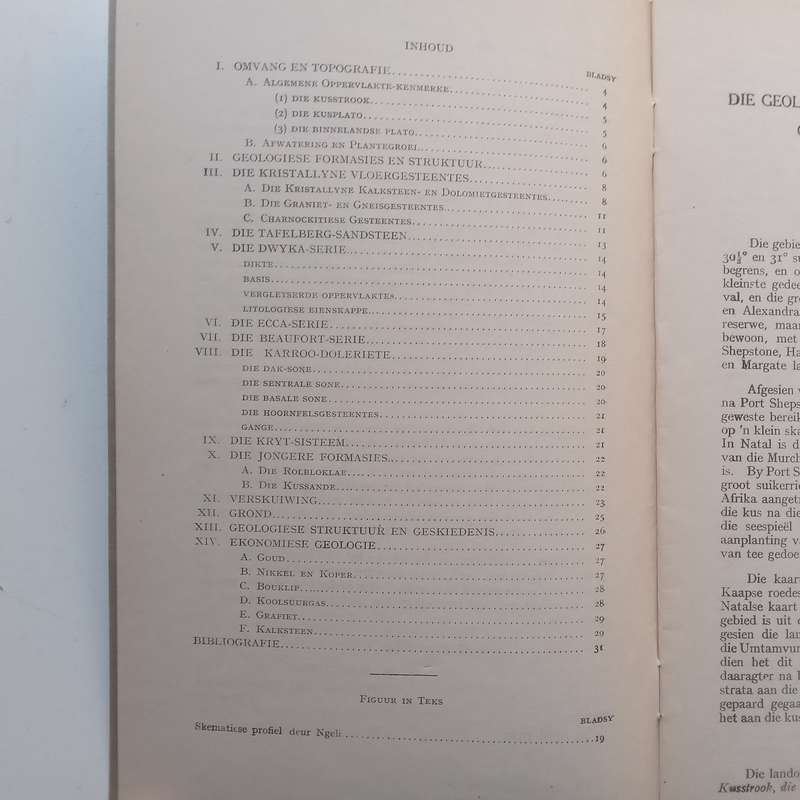 INHOUD
BLADSY
I. OMVANG EN TOPOGRAFIE 4
A. ALGEMENE OPPERVLAKTE-KENMERKE 4
(1) DIE KUSSTROOK 5
(2) DIE KUSPLATO 5
(3) DIE BINNELANDSE PLATO 6
B. AFWATERING EN PLANTEGROEI 6
II. GEOLOGIESE FORMASIES EN STRUKTUUR 6
III. DIE KRISTALLYNE VLOERGESTEENTES 8
A. DIE KRISTALLYNE KALKSTEEN- EN DOLOMIETGESTEENTES 8
B. DIE GRANIET- EN GNEISGESTEENTES 11
C. CHARNOCKITIESE GESTEENTES 11
IV. DIE TAFELBERG-SANDSTEEN 13
V. DIE DWYKA-SERIE 14
DIKTE 14
BASIS 14
VERGLETSERDE OPPERVLAKTES 14
LITOLOGIESE EIENSKAPPE 15
VI. DIE ECCA-SERIE 17
VII. DIE BEAUFORT-SERIE 18
VIII. DIE KARROO-DOLERIETE 19
DIE DAK-SONE 20
DIE SENTRALE SONE 20
DIE BASALE SONE 20
DIE HOORNFELSGESTEENTES 21
GANGE 21
IX. DIE KRYT-SISTEEM 21
X. DIE JONGERE FORMASIES 22
A. DIE ROLBLOKLAE 22
B. DIE KUSSANDE 22
XI. VERSKUIWING 23
XII. GROND 25
XIII. GEOLOGIESE STRUKTUUR EN GESKIEDENIS 26
XIV. EKONOMIESE GEOLOGIE 27
A. GOUD 27
B. NIKKEL EN KOPER 27
C. BOUKLIP 28
D. KOOLSUURGAS 28
E. GRAFIET 29
F. KALKSTEEN 29
BIBLIOGRAFIE 31
FIGUUR IN TEKS
BLADSY
Skematiese profiel deur Ngeli 19
DIE GEOL
Die gebie
30½° en 31° s
begrens, en o
kleinste gedee
val, en die gr
en Alexandra
reserwe, maar
bewoon, met
Shepstone, Ha
en Margate la
Afgesien
na Port Sheps
geweste bereik
op 'n klein ska
In Natal is d
van die Murch
is. By Port S
groot suikerri
Afrika aanget
die kus na die
die seespieël
aanplanting v
van tee gedoe
Die kaar
Kaapse roedes
Natalse kaart
gebied is uit
gesien die lan
die Umtamvun
dien het dit
daaragter na
strata aan die
gepaard gega
het aan die kus
Die lando
Kusstrook, die